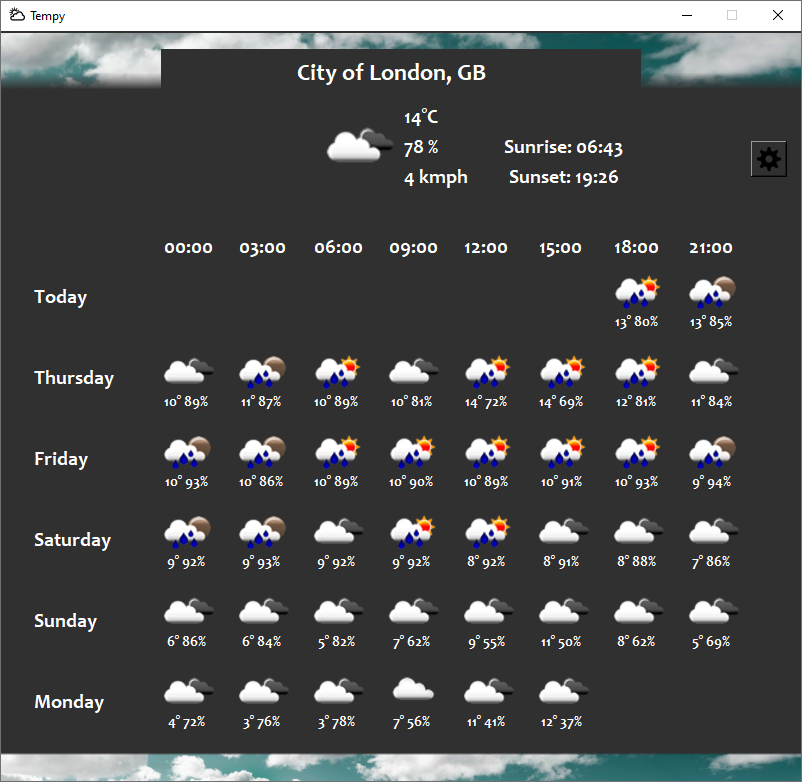 Tempy
City of London, GB
14°C
78 % Sunrise: 06:43
4 kmph Sunset: 19:26
00:00 03:00 06:00 09:00 12:00 15:00 18:00 21:00
Today
13° 80% 13° 85%
Thursday
10° 89% 11° 87% 10° 89% 10° 81% 14° 72% 14° 69% 12° 81% 11° 84%
Friday
10° 93% 10° 86% 10° 89% 10° 90% 10° 89% 10° 91% 10° 93% 9° 94%
Saturday
9° 92% 9° 93% 9° 92% 9° 92% 8° 92% 8° 91% 8° 88% 7° 86%
Sunday
6° 86% 6° 84% 5° 82% 7° 62% 9° 55% 11° 50% 8° 62% 5° 69%
Monday
4° 72% 3° 76% 3° 78% 7° 56% 11° 41% 12° 37%